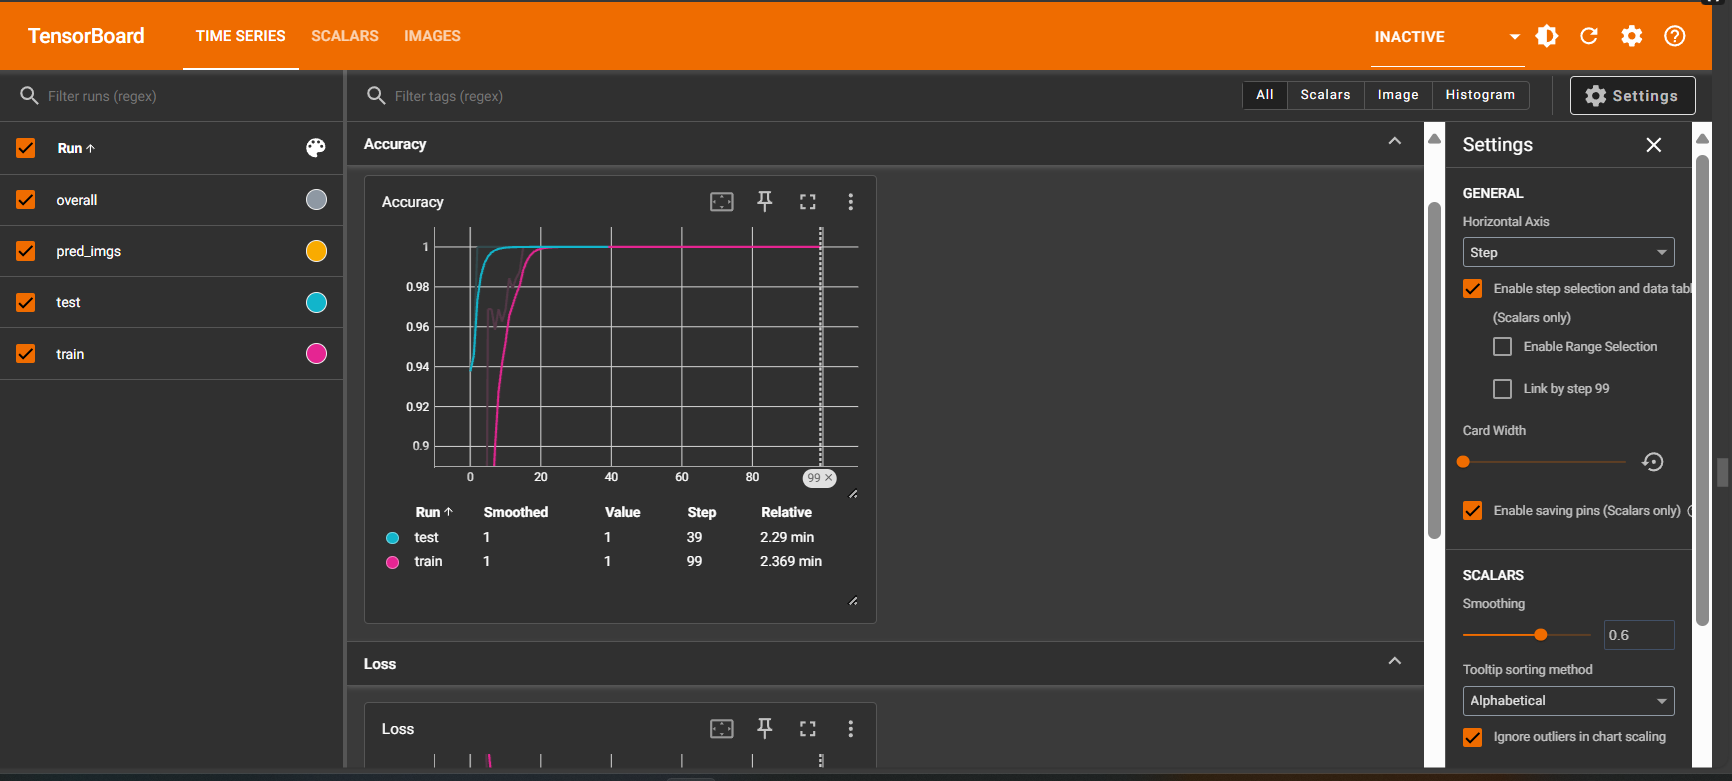 TensorBoard TIME SERIES SCALARS IMAGES INACTIVE
Filter runs (regex)
Filter tags (regex) All Scalars Image Histogram Settings
Run ↑
overall
pred_imgs
test
train
Accuracy
Accuracy
1
0.98
0.96
0.94
0.92
0.9
0 20 40 60 80 99 ×
Run ↑ Smoothed Value Step Relative
test 1 1 39 2.29 min
train 1 1 99 2.369 min
Loss
Loss
Settings
GENERAL
Horizontal Axis
Step
Enable step selection and data tabl
(Scalars only)
Enable Range Selection
Link by step 99
Card Width
Enable saving pins (Scalars only)
SCALARS
Smoothing
0.6
Tooltip sorting method
Alphabetical
Ignore outliers in chart scaling